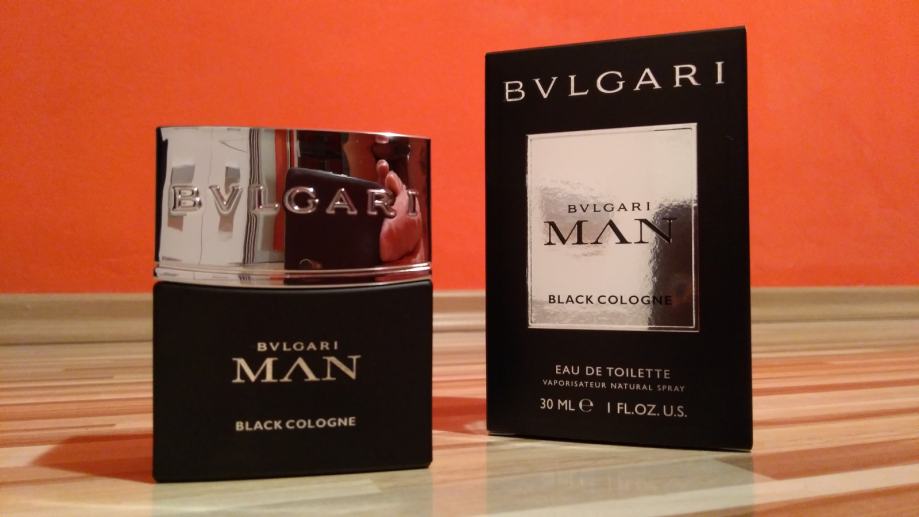 BVLGARI
BVLGARI
MAN
BLACK COLOGNE
BVLGARI
BVLGARI
MAN
BLACK COLOGNE
EAU DE TOILETTE
VAPORISATEUR NATURAL SPRAY
30 ML ℮ 1 FL.OZ. U.S.